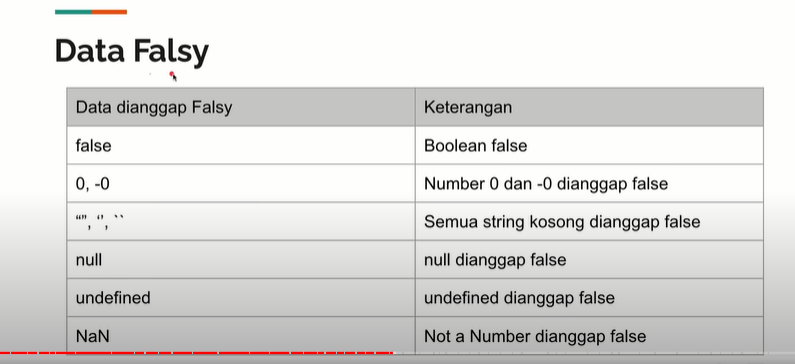 Data Falsy
Data dianggap Falsy Keterangan
false Boolean false
0, -0 Number 0 dan -0 dianggap false
“”, ‘’, `` Semua string kosong dianggap false
null null dianggap false
undefined undefined dianggap false
NaN Not a Number dianggap false